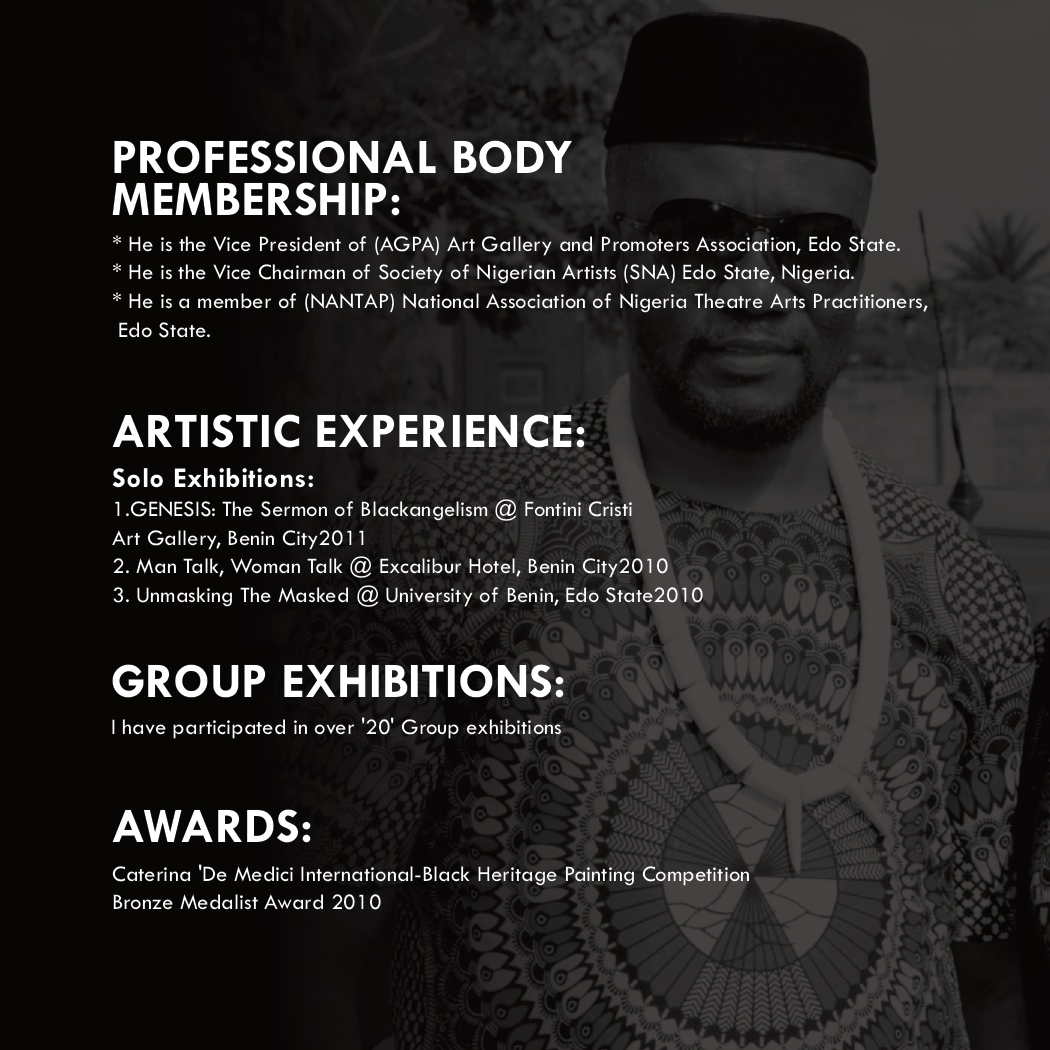 PROFESSIONAL BODY
MEMBERSHIP:
* He is the Vice President of (AGPA) Art Gallery and Promoters Association, Edo State.
* He is the Vice Chairman of Society of Nigerian Artists (SNA) Edo State, Nigeria.
* He is a member of (NANTAP) National Association of Nigeria Theatre Arts Practitioners,
Edo State.
ARTISTIC EXPERIENCE:
Solo Exhibitions:
1.GENESIS: The Sermon of Blackangelism @ Fontini Cristi
Art Gallery, Benin City2011
2. Man Talk, Woman Talk @ Excalibur Hotel, Benin City2010
3. Unmasking The Masked @ University of Benin, Edo State2010
GROUP EXHIBITIONS:
I have participated in over '20' Group exhibitions
AWARDS:
Caterina 'De Medici International-Black Heritage Painting Competition
Bronze Medalist Award 2010